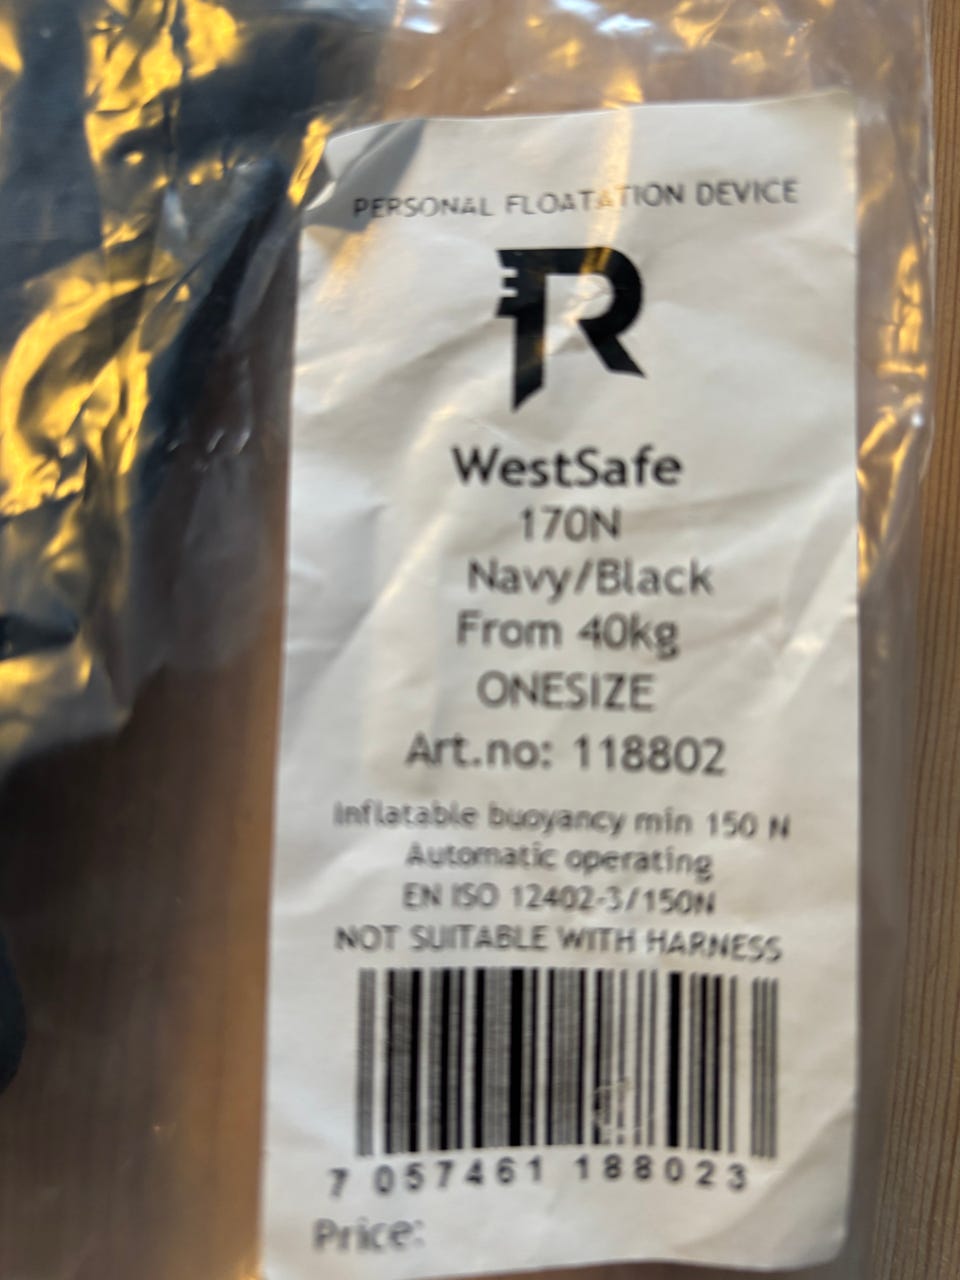 PERSONAL FLOATATION DEVICE
R
WestSafe
170N
Navy/Black
From 40kg
ONESIZE
Art.no: 118802
Inflatable buoyancy min 150 N
Automatic operating
EN ISO 12402-3/150N
NOT SUITABLE WITH HARNESS
7 057461 188023
Price: